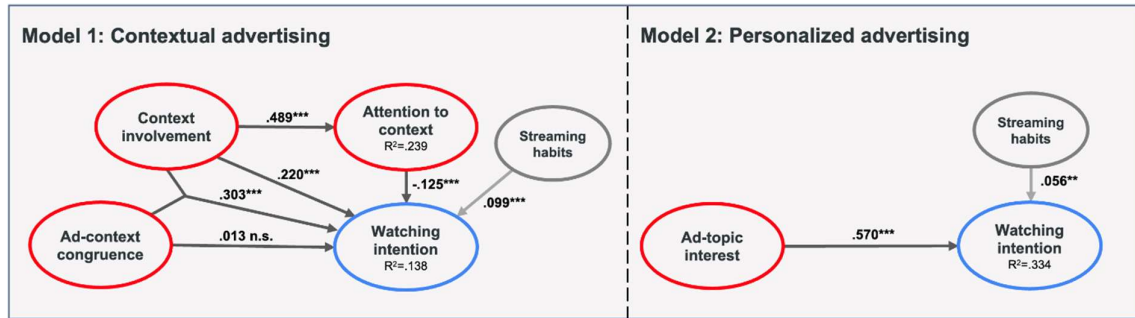 Model 1: Contextual advertising
Context
involvement
.489***
Attention to
context
R²=.239
Streaming
habits
.220***
-.125***
.303***
.099***
Ad-context
congruence
.013 n.s.
Watching
intention
R²=.138
Model 2: Personalized advertising
Streaming
habits
.056**
Ad-topic
interest
.570***
Watching
intention
R²=.334